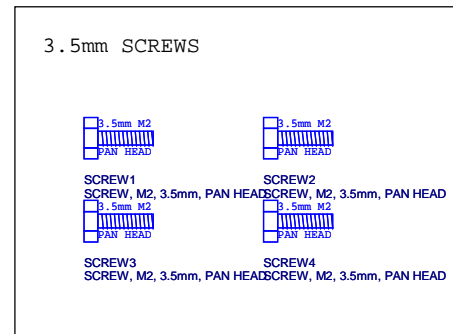 3.5mm SCREWS
3.5mm M2
PAN HEAD
SCREW1
SCREW, M2, 3.5mm, PAN HEAD
3.5mm M2
PAN HEAD
SCREW2
SCREW, M2, 3.5mm, PAN HEAD
3.5mm M2
PAN HEAD
SCREW3
SCREW, M2, 3.5mm, PAN HEAD
3.5mm M2
PAN HEAD
SCREW4
SCREW, M2, 3.5mm, PAN HEAD